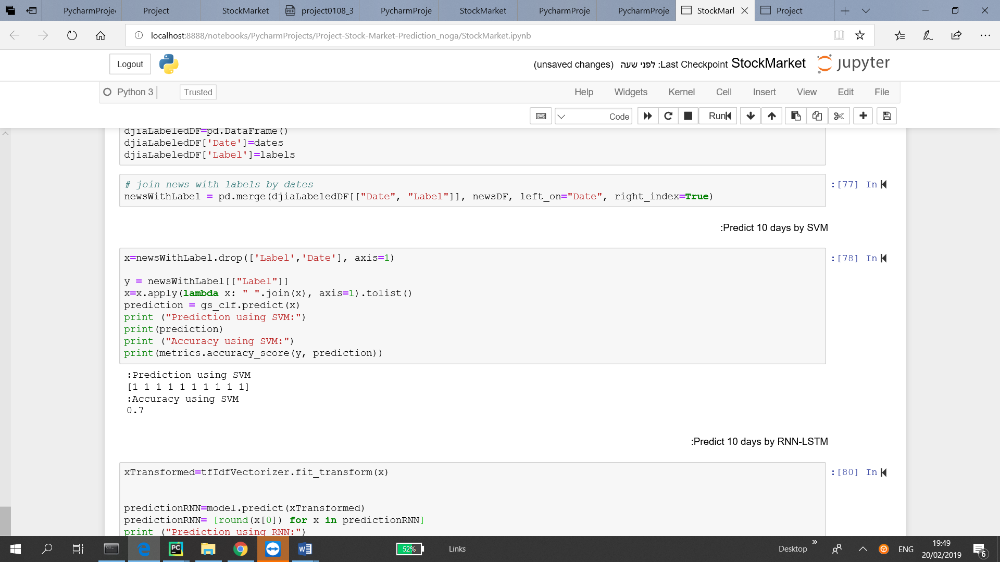 PycharmProje
Project
StockMarket
project0108_3
PycharmProje
StockMarket
PycharmProje
PycharmProje
StockMarl
Project
localhost:8888/notebooks/PycharmProjects/Project-Stock-Market-Prediction_noga/StockMarket.ipynb
Logout
(unsaved changes) לפני שעה :Last Checkpoint StockMarket jupyter
Python 3 Trusted Help Widgets Kernel Cell Insert View Edit File
Code Run
djiaLabeledDF=pd.DataFrame()
djiaLabeledDF['Date']=dates
djiaLabeledDF['Label']=labels
:[77] In
# join news with labels by dates
newsWithLabel = pd.merge(djiaLabeledDF[["Date", "Label"]], newsDF, left_on="Date", right_index=True)
:Predict 10 days by SVM
:[78] In
x=newsWithLabel.drop(['Label','Date'], axis=1)
y = newsWithLabel[["Label"]]
x=x.apply(lambda x: " ".join(x), axis=1).tolist()
prediction = gs_clf.predict(x)
print ("Prediction using SVM:")
print(prediction)
print ("Accuracy using SVM:")
print(metrics.accuracy_score(y, prediction))
:Prediction using SVM
[1 1 1 1 1 1 1 1 1 1]
:Accuracy using SVM
0.7
:Predict 10 days by RNN-LSTM
:[80] In
xTransformed=tfIdfVectorizer.fit_transform(x)
predictionRNN=model.predict(xTransformed)
predictionRNN= [round(x[0]) for x in predictionRNN]
print ("Prediction using RNN:")
52%
Links
Desktop
ENG
19:49
20/02/2019
6